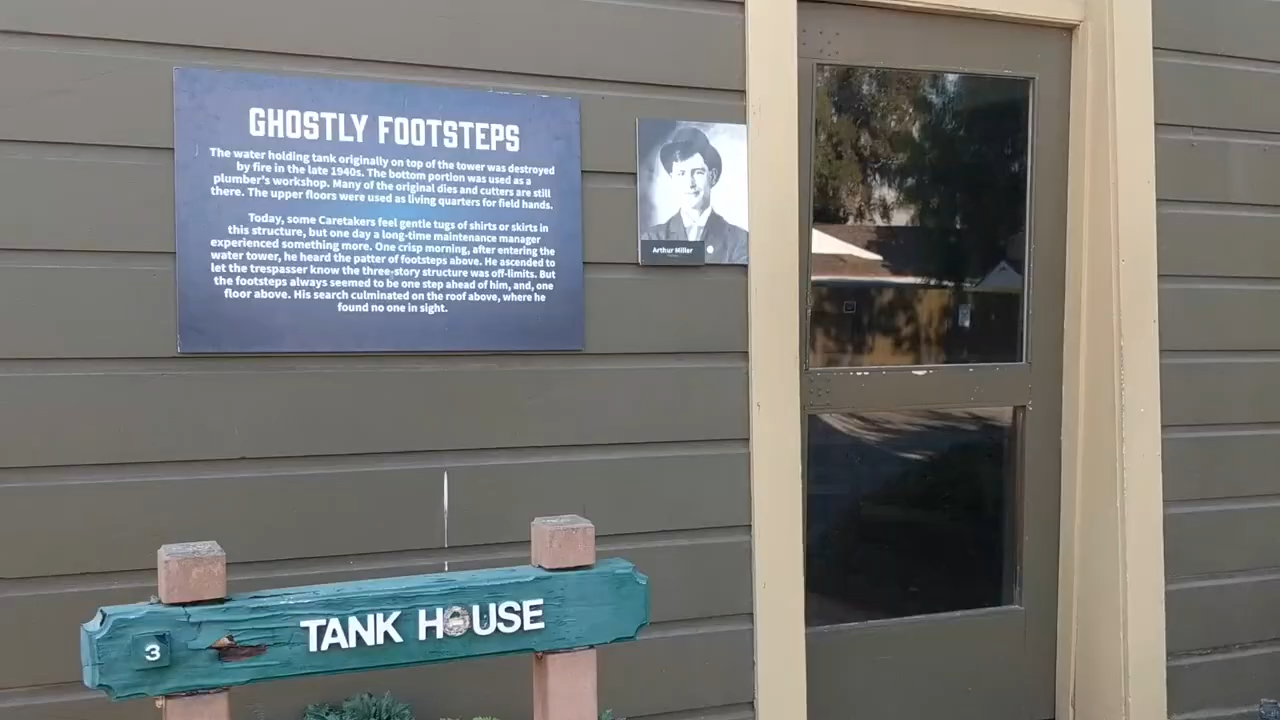 GHOSTLY FOOTSTEPS
The water holding tank originally on top of the tower was destroyed
by fire in the late 1940s. The bottom portion was used as a
plumber's workshop. Many of the original dies and cutters are still
there. The upper floors were used as living quarters for field hands.
Today, some Caretakers feel gentle tugs of shirts or skirts in
this structure, but one day a long-time maintenance manager
experienced something more. One crisp morning, after entering the
water tower, he heard the patter of footsteps above. He ascended to
let the trespasser know the three-story structure was off-limits. But
the footsteps always seemed to be one step ahead of him, and, one
floor above. His search culminated on the roof above, where he
found no one in sight.
Arthur Miller
3
TANK HOUSE